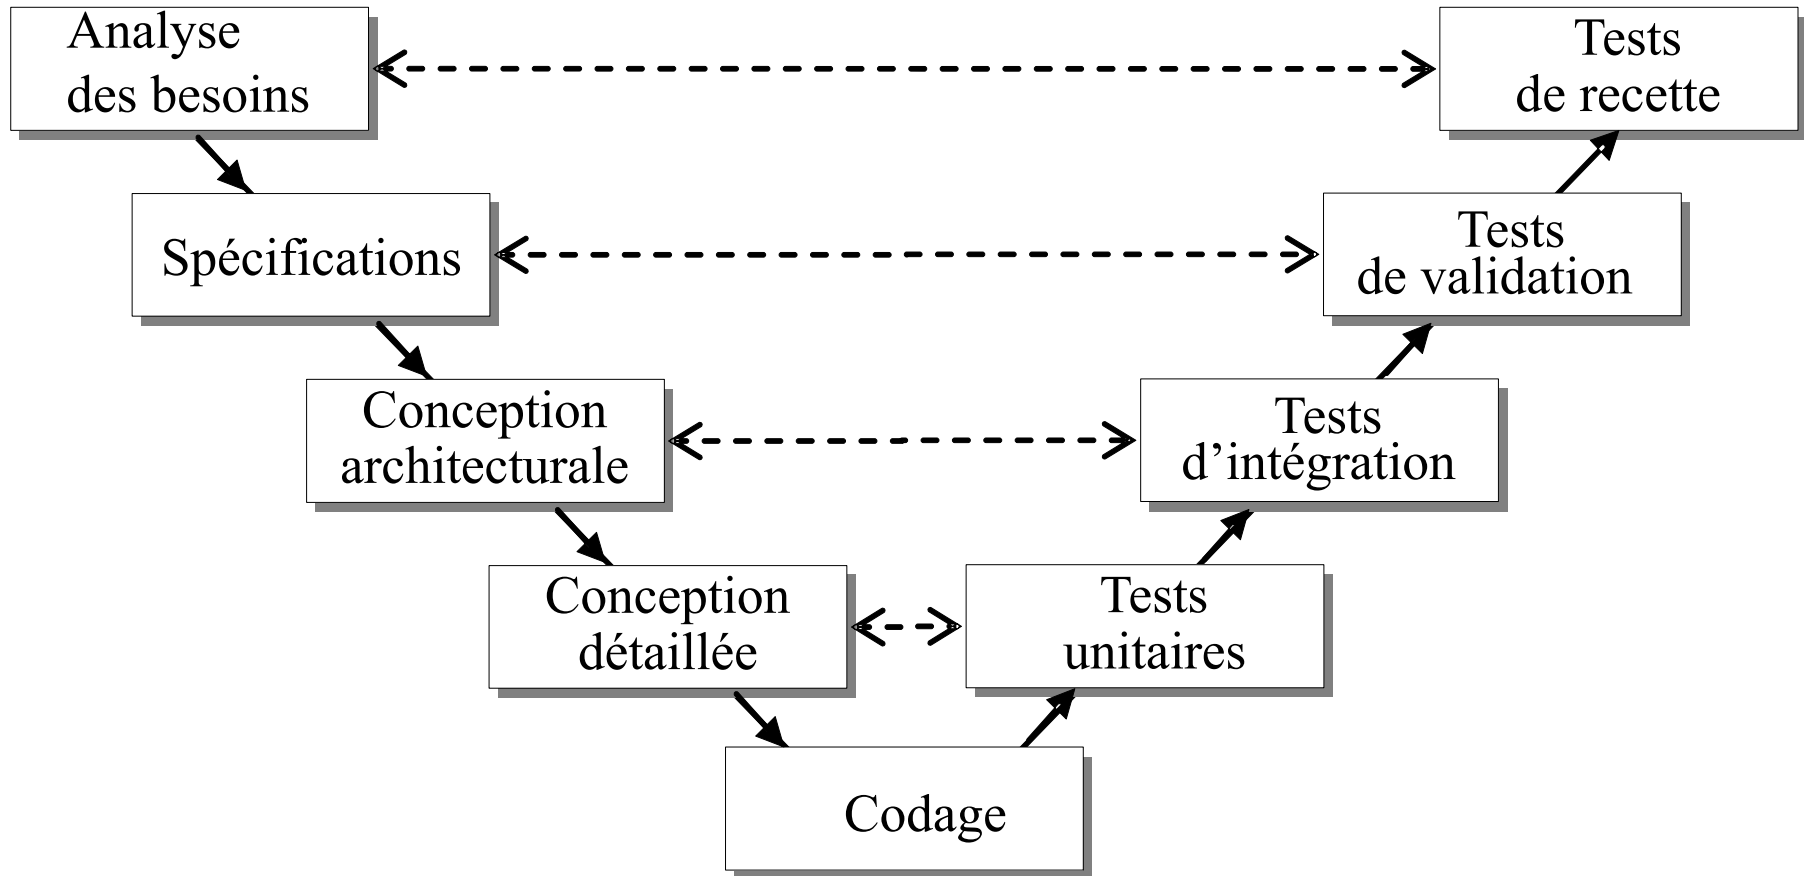 Analyse
des besoins
Tests
de recette
Spécifications
Tests
de validation
Conception
architecturale
Tests
d’intégration
Conception
détaillée
Tests
unitaires
Codage